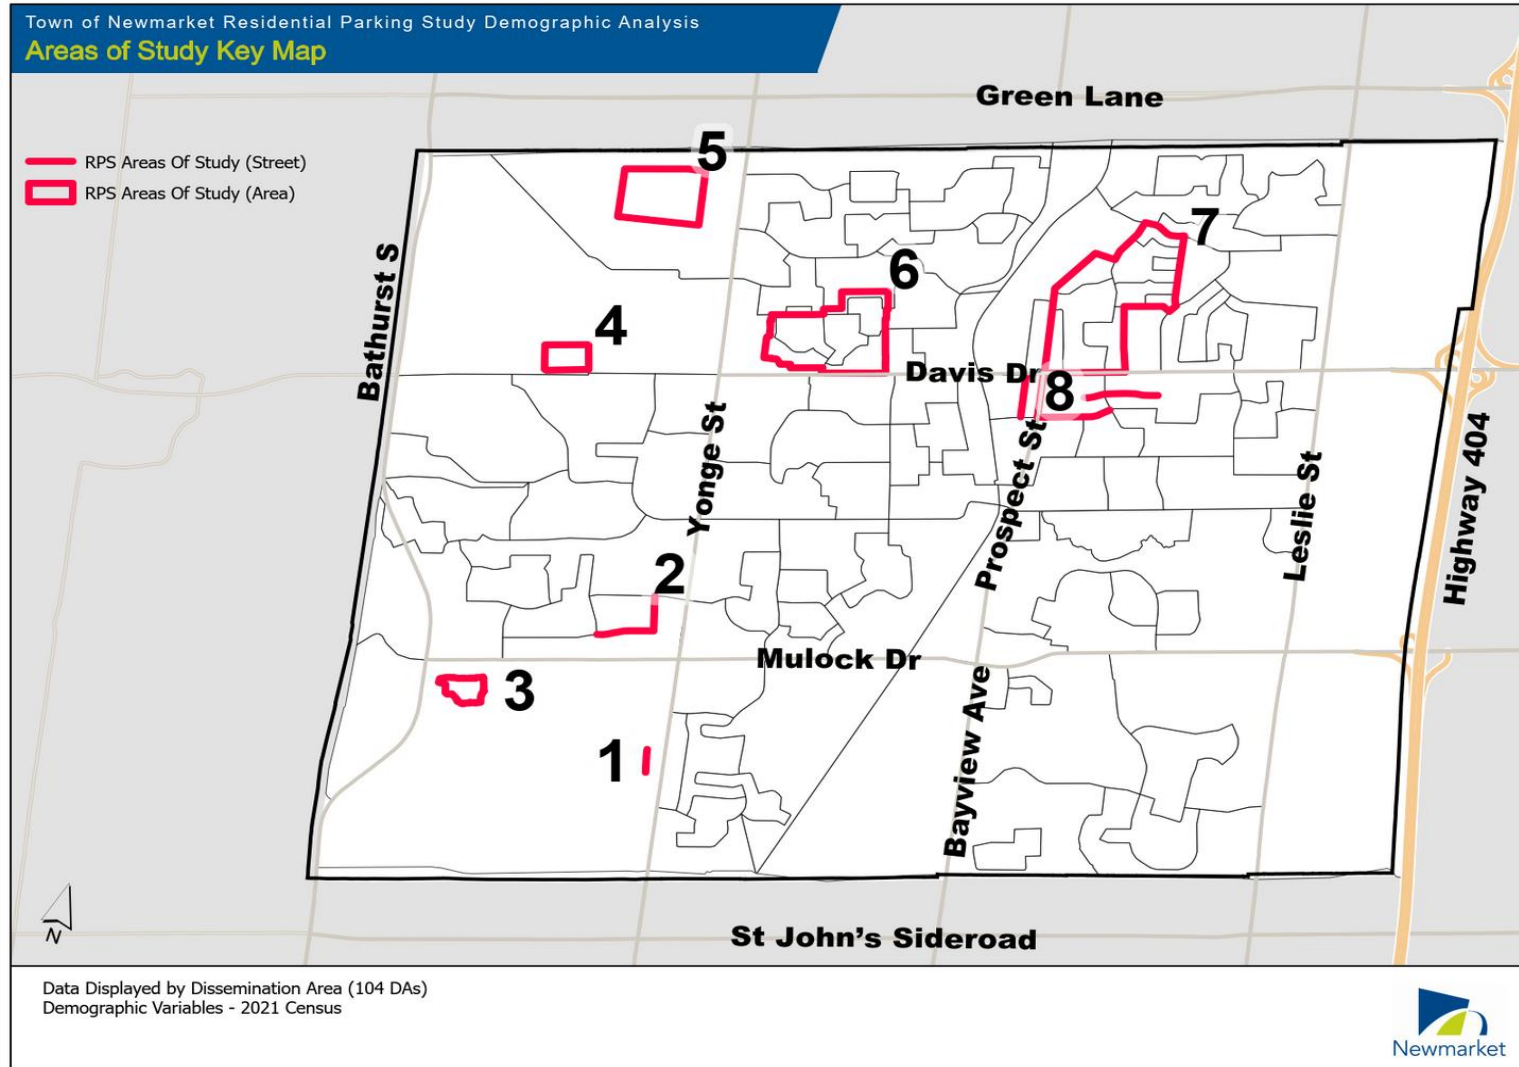 Town of Newmarket Residential Parking Study Demographic Analysis
Areas of Study Key Map
Green Lane
RPS Areas Of Study (Street)
RPS Areas Of Study (Area)
5
7
6
Bathurst S
4
Davis Dr
8
Yonge St
Prospect St
Leslie St
Highway 404
2
Mulock Dr
3
1
Bayview Ave
N
St John’s Sideroad
Data Displayed by Dissemination Area (104 DAs)
Demographic Variables - 2021 Census
Newmarket